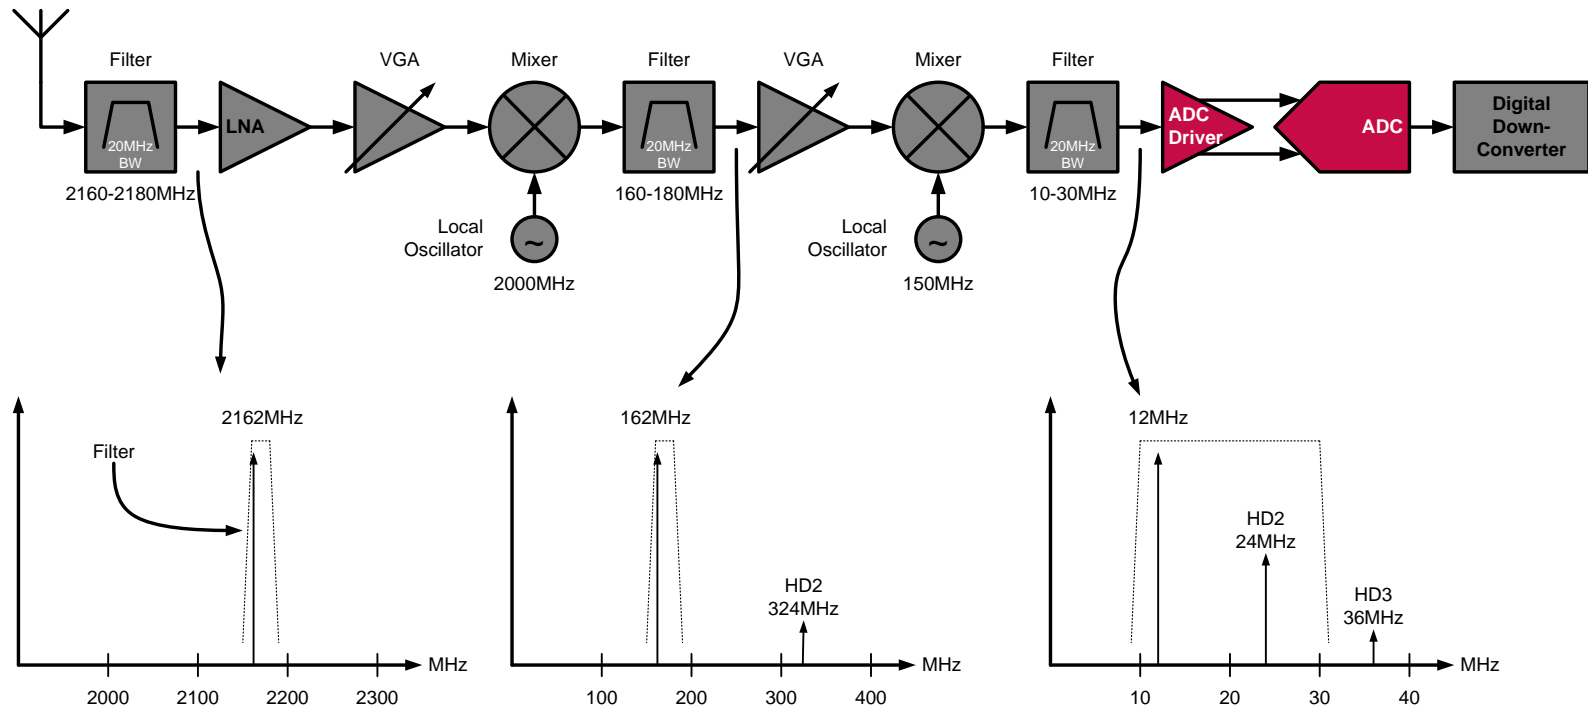 Filter
VGA
Mixer
Filter
VGA
Mixer
Filter
20MHz
BW
LNA
20MHz
BW
20MHz
BW
ADC
Driver
ADC
Digital
Down-
Converter
2160-2180MHz
160-180MHz
10-30MHz
Local
Oscillator
~
2000MHz
Local
Oscillator
~
150MHz
2162MHz
Filter
MHz
2000
2100
2200
2300
162MHz
HD2
324MHz
MHz
100
200
300
400
12MHz
HD2
24MHz
HD3
36MHz
MHz
10
20
30
40